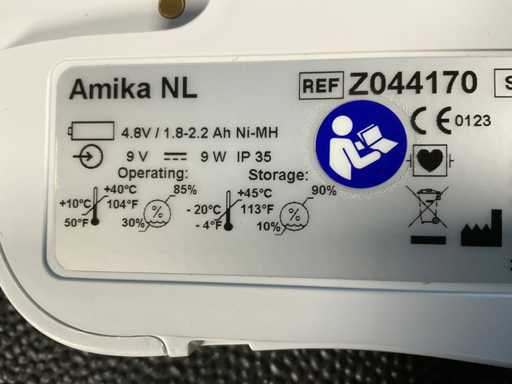 Amika NL
REF Z044170 S
4.8V / 1.8-2.2 Ah Ni-MH
CE 0123
9 V 9 W IP 35
Operating: Storage:
+40°C 85% +45°C 90%
+10°C 104°F % - 20°C 113°F %
50°F 30% - 4°F 10%